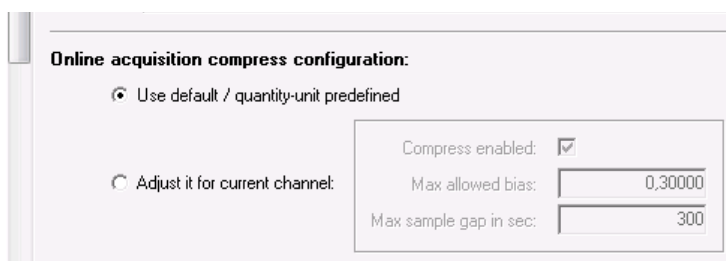 Online acquisition compress configuration:
Use default / quantity-unit predefined
Compress enabled:
Adjust it for current channel:
Max allowed bias: 0,30000
Max sample gap in sec: 300